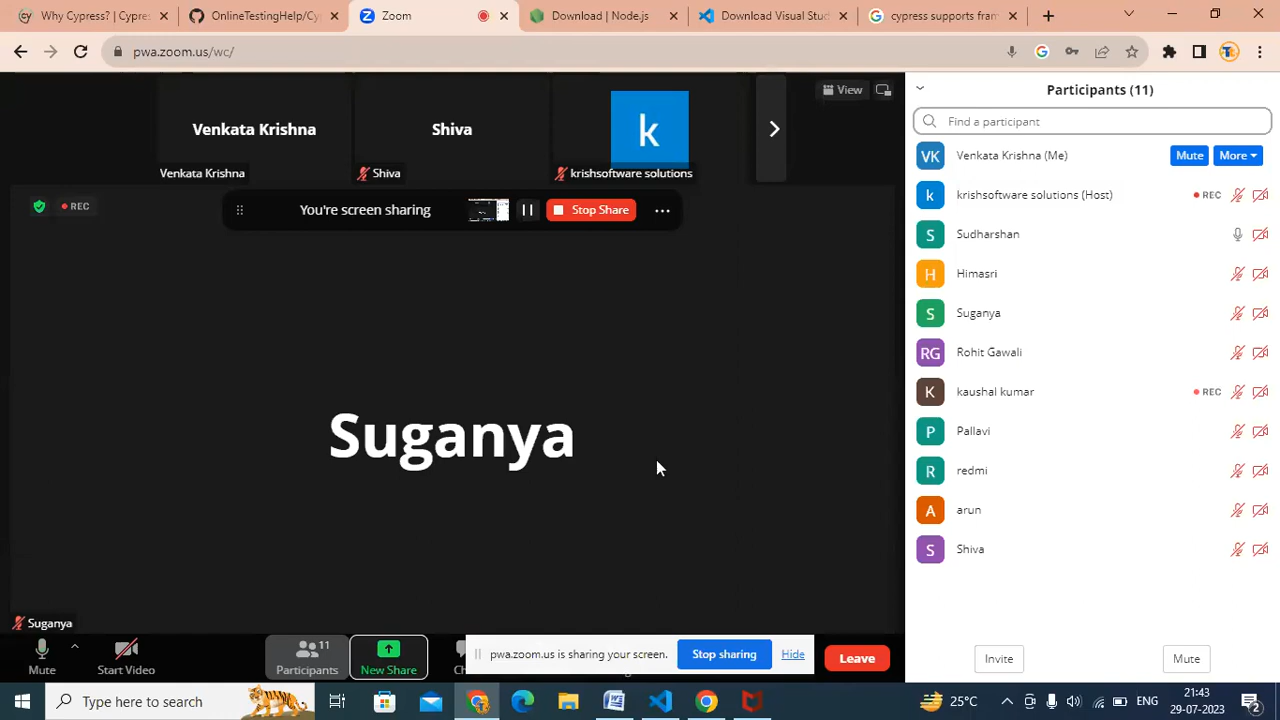 Why Cypress? | Cypres
OnlineTestingHelp/Cy
Zoom
Download | Node.js
Download Visual Stud
cypress supports fram
pwa.zoom.us/wc/
Venkata Krishna
Shiva
k
View
Venkata Krishna
Shiva
krishsoftware solutions
REC
You're screen sharing
Stop Share
Suganya
Suganya
Participants (11)
Find a participant
VK Venkata Krishna (Me) Mute More
k krishsoftware solutions (Host) REC
S Sudharshan
H Himasri
S Suganya
RG Rohit Gawali
K kaushal kumar REC
P Pallavi
R redmi
A arun
S Shiva
Invite Mute
Mute
Start Video
11
Participants
New Share
Ch
pwa.zoom.us is sharing your screen. Stop sharing Hide
Leave
Type here to search
25°C
ENG
21:43
29-07-2023
2